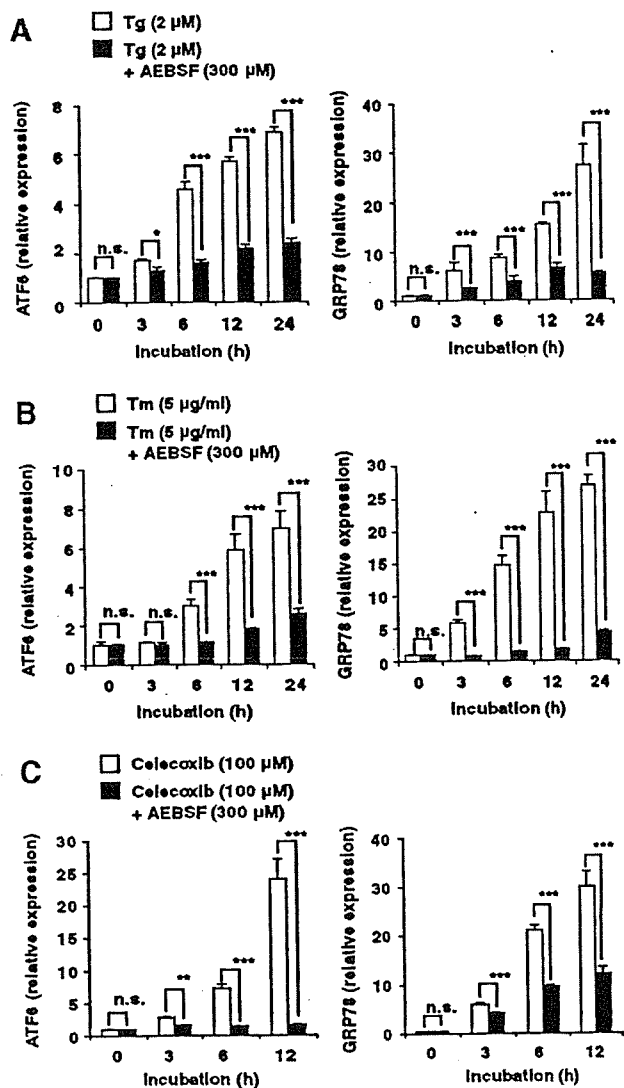 A
Tg (2 µM)
Tg (2 µM)
+ AEBSF (300 µM)
ATF6 (relative expression)
8
6
4
2
0
n.s.
*
***
***
***
0 3 6 12 24
Incubation (h)
GRP78 (relative expression)
40
30
20
10
0
n.s.
***
***
***
***
0 3 6 12 24
Incubation (h)
B
Tm (5 µg/ml)
Tm (5 µg/ml)
+ AEBSF (300 µM)
ATF6 (relative expression)
10
8
6
4
2
0
n.s.
n.s.
***
***
***
0 3 6 12 24
Incubation (h)
GRP78 (relative expression)
30
25
20
15
10
5
0
n.s.
***
***
***
***
0 3 6 12 24
Incubation (h)
C
Celecoxib (100 µM)
Celecoxib (100 µM)
+ AEBSF (300 µM)
ATF6 (relative expression)
30
25
20
15
10
5
0
n.s.
**
***
***
0 3 6 12
Incubation (h)
GRP78 (relative expression)
40
30
20
10
0
n.s.
***
***
***
0 3 6 12
Incubation (h)